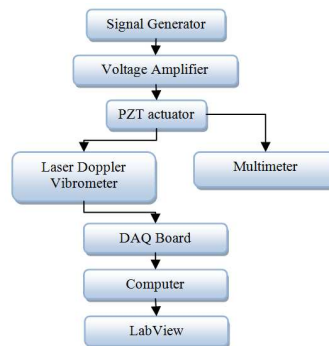 Signal Generator
Voltage Amplifier
PZT actuator
Laser Doppler
Vibrometer
Multimeter
DAQ Board
Computer
LabView